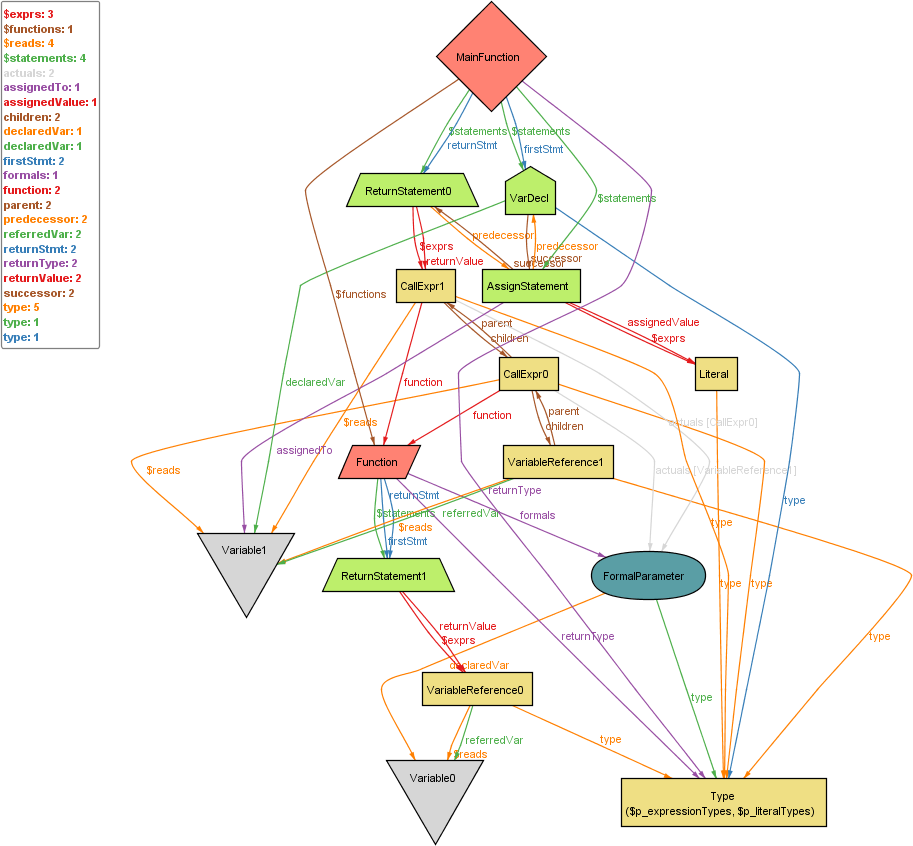 $exprs: 3
$functions: 1
$reads: 4
$statements: 4
actuals: 2
assignedTo: 1
assignedValue: 1
children: 2
declaredVar: 1
declaredVar: 1
firstStmt: 2
formals: 1
function: 2
parent: 2
predecessor: 2
referredVar: 2
returnStmt: 2
returnType: 2
returnValue: 2
successor: 2
type: 5
type: 1
type: 1
MainFunction
$statements
$statements
returnStmt
firstStmt
ReturnStatement0
VarDecl
$statements
predecessor
$exprs
predecessor
returnValue
successor
successor
CallExpr1
AssignStatement
$functions
parent
assignedValue
children
$exprs
CallExpr0
Literal
declaredVar
function
parent
function
$reads
children
actuals [CallExpr0]
assignedTo
Function
VariableReference1
$reads
actuals [VariableReference1]
returnStmt
returnType
type
$statements
referredVar
formals
$reads
type
firstStmt
Variable1
ReturnStatement1
FormalParameter
type
type
returnValue
returnType
type
$exprs
declaredVar
VariableReference0
type
referredVar
type
$reads
Variable0
Type
($p_expressionTypes, $p_literalTypes)